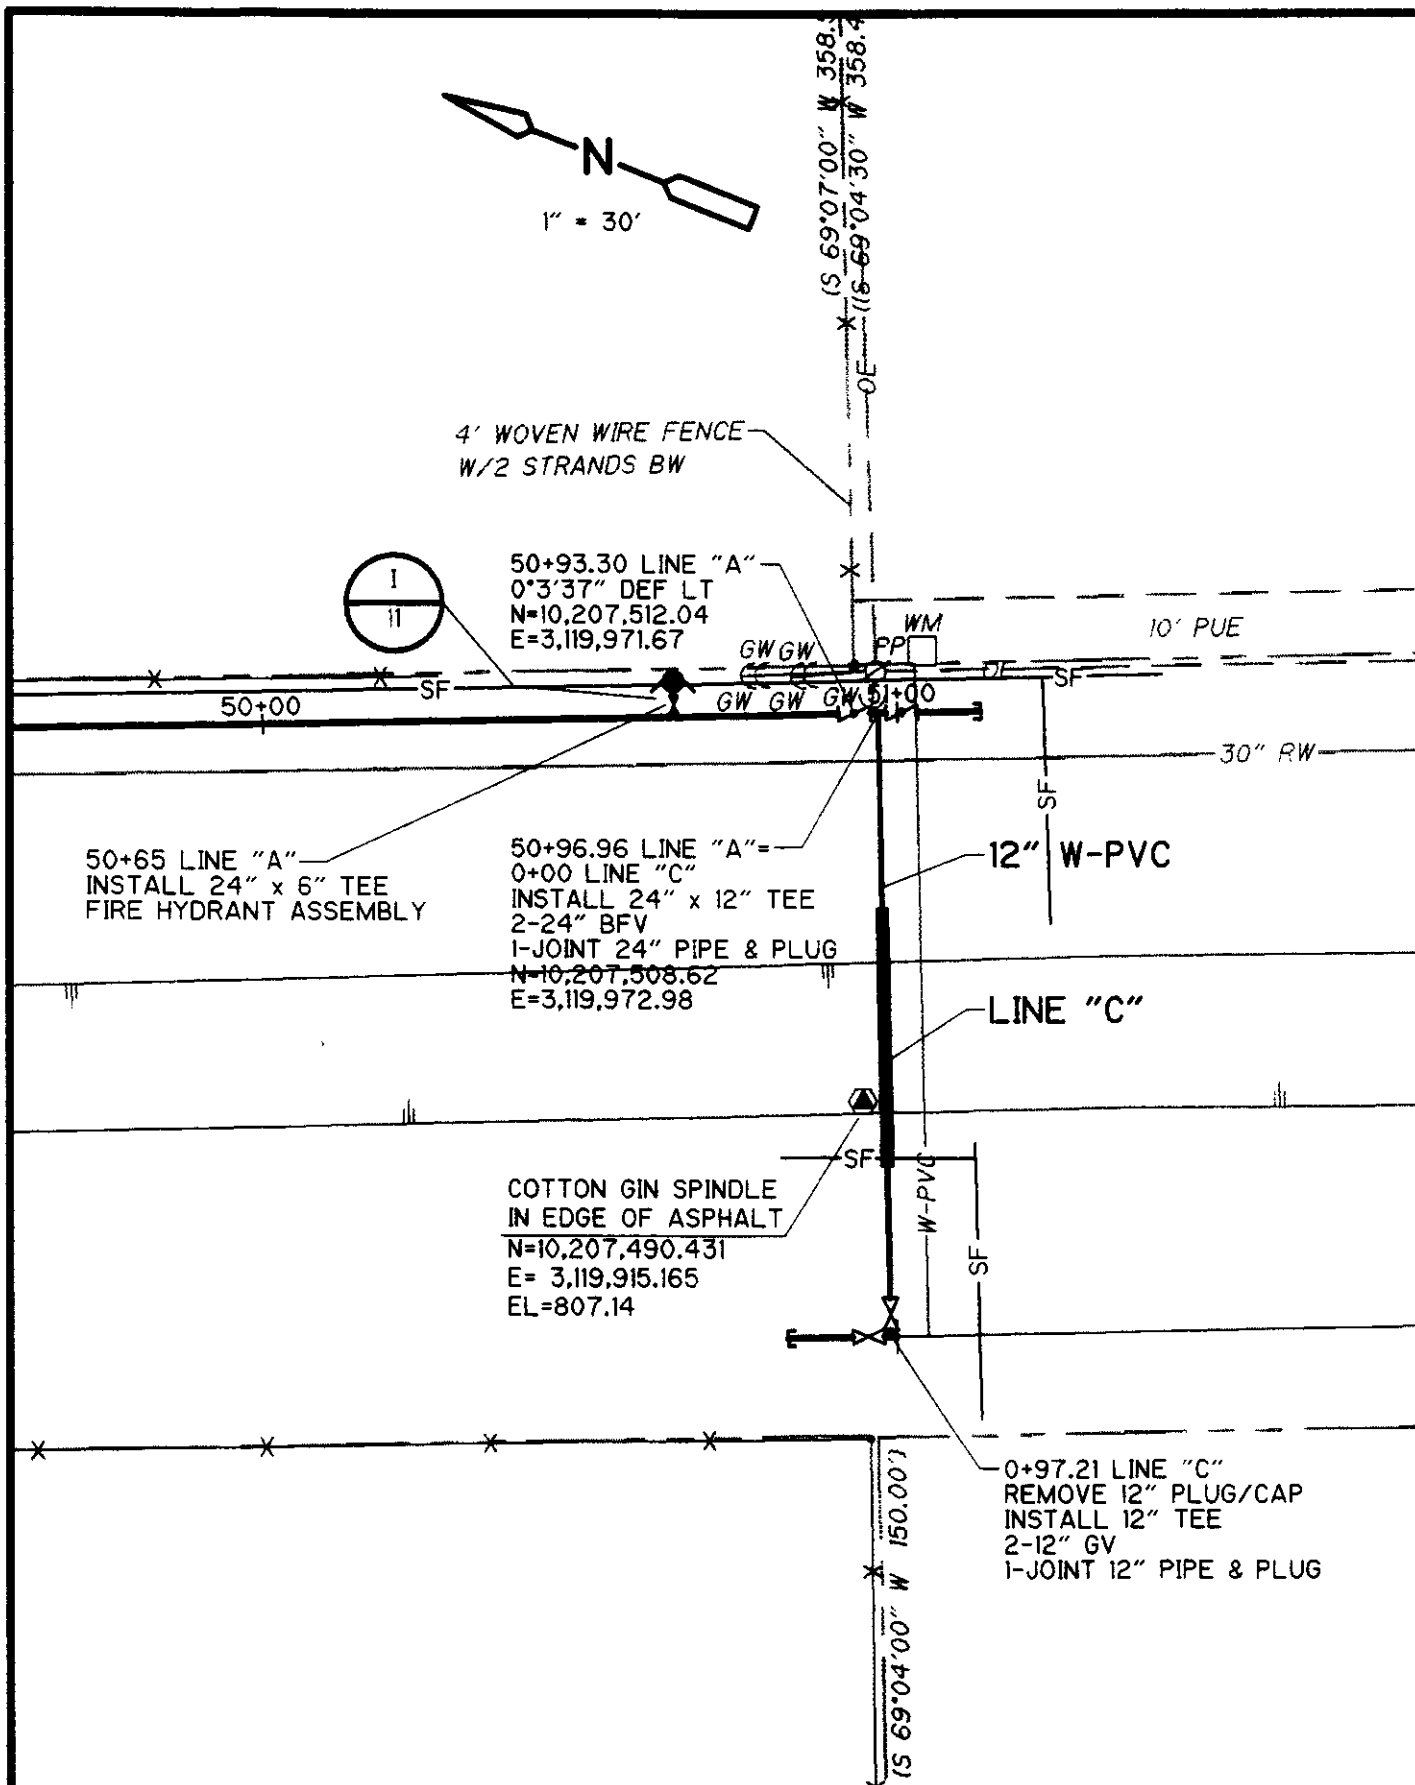 (S 69°07'00" W 358.
(S 69°04'30" W 358.4
N
1" = 30'
OE
4' WOVEN WIRE FENCE
W/2 STRANDS BW
50+93.30 LINE "A"
0°3'37" DEF LT
N=10,207,512.04
E=3,119,971.67
I
11
WM
10' PUE
GW GW
PP
OE
SF
SF
50+00
GW GW GW 51+00
30" RW
SF
50+65 LINE "A"
INSTALL 24" x 6" TEE
FIRE HYDRANT ASSEMBLY
50+96.96 LINE "A"=
0+00 LINE "C"
INSTALL 24" x 12" TEE
2-24" BFV
1-JOINT 24" PIPE & PLUG
N=10,207,508.62
E=3,119,972.98
12" W-PVC
LINE "C"
SF
COTTON GIN SPINDLE
IN EDGE OF ASPHALT
N=10,207,490.431
E= 3,119,915.165
EL=807.14
W-PVC
SF
0+97.21 LINE "C"
REMOVE 12" PLUG/CAP
INSTALL 12" TEE
2-12" GV
1-JOINT 12" PIPE & PLUG
(S 69°04'00" W 150.00')